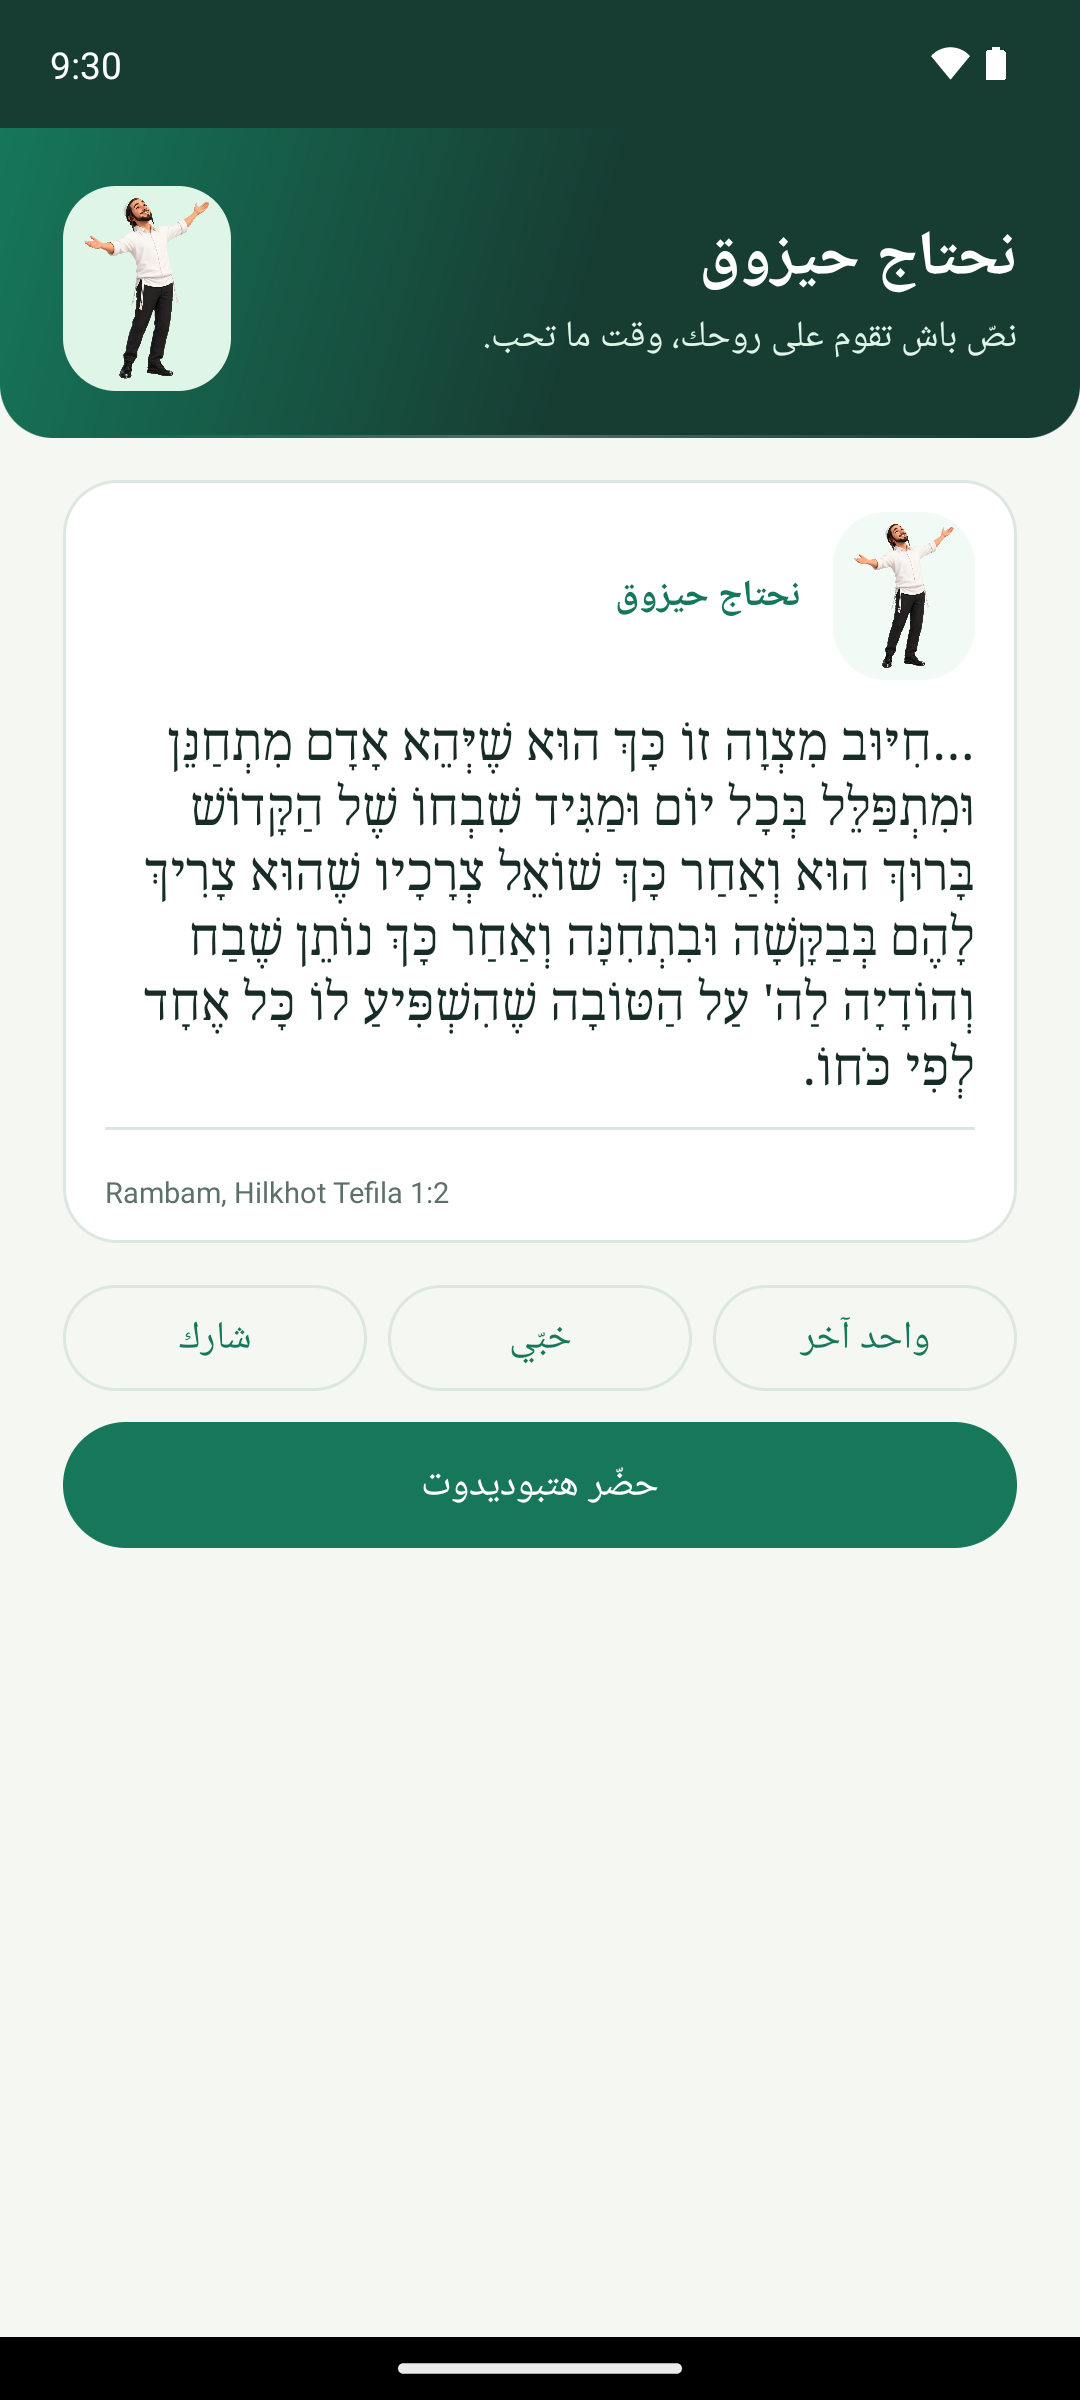 9:30
نحتاج حيزوق
نصّ باش تقوم على روحك، وقت ما تحب.
نحتاج حيزوق
...חִיּוּב מִצְוָה זוֹ כָּךְ הוּא שֶׁיְּהֵא אָדָם מִתְחַנֵּן
וּמִתְפַּלֵּל בְּכָל יוֹם וּמַגִּיד שִׁבְחוֹ שֶׁל הַקָּדוֹשׁ
בָּרוּךְ הוּא וְאַחַר כָּךְ שׁוֹאֵל צְרָכָיו שֶׁהוּא צָרִיךְ
לָהֶם בְּבַקָּשָׁה וּבִתְחִנָּה וְאַחַר כָּךְ נוֹתֵן שֶׁבַח
וְהוֹדָיָה לַה' עַל הַטּוֹבָה שֶׁהִשְׁפִּיעַ לוֹ כָּל אֶחָד
לְפִי כֹּחוֹ.
Rambam, Hilkhot Tefila 1:2
واحد آخر
خبّي
شارك
حضّر هتبوديدوت